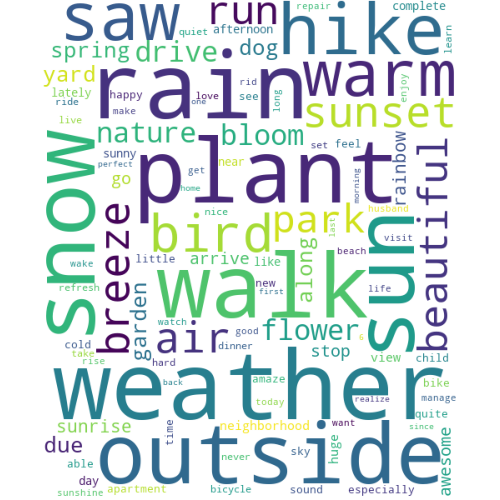 repair
complete
saw
run
hike
quiet
afternoon
learn
spring
drive
dog
rain
warm
yard
lately
happy
love
rid
see
long
enjoy
ride
make
one
sunset
live
nature
bloom
set
feel
rainbow
sunny
perfect
near
get
morning
go
home
plant
snow
breeze
nice
park
last
husband
beautiful
bird
sun
visit
little
arrive
like
along
beach
wake
refresh
garden
walk
new
first
life
cold
take
rise
air
watch
good
dinner
flower
stop
view
child
hard
back
amaze
bike
weather
today
realize
manage
sunrise
time
neighborhood
want
quite
since
due
able
day
outside
never
sky
huge
awesome
sunshine
apartment
bicycle
sound
especially